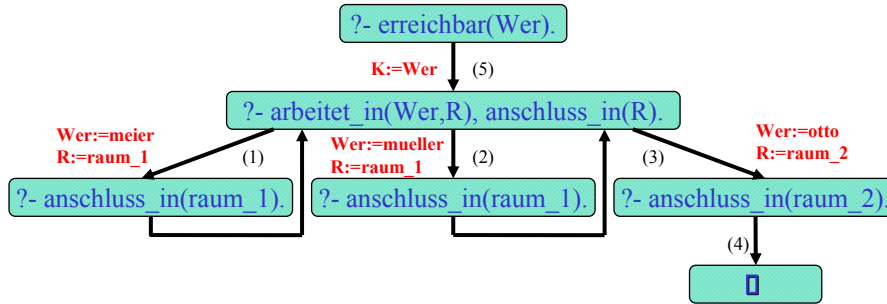 ?- erreichbar(Wer).
K:=Wer
(5)
?- arbeitet_in(Wer,R), anschluss_in(R).
Wer:=meier
R:=raum_1
(1)
Wer:=mueller
R:=raum_1
(2)
(3)
Wer:=otto
R:=raum_2
?- anschluss_in(raum_1).
?- anschluss_in(raum_1).
?- anschluss_in(raum_2).
(4)